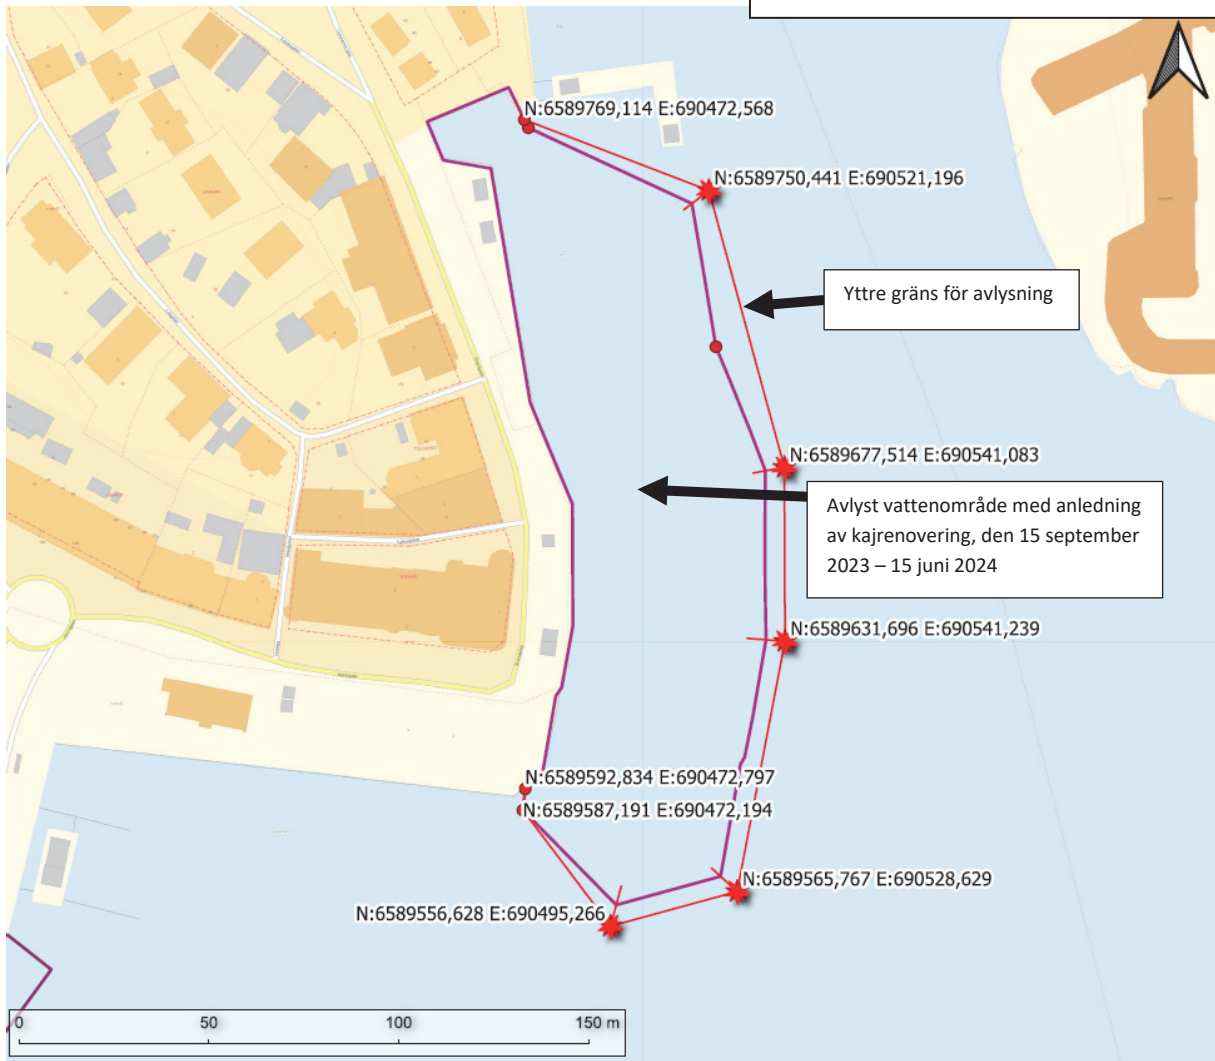 N:6589769,114 E:690472,568
N:6589750,441 E:690521,196
Yttre gräns för avlysning
N:6589677,514 E:690541,083
Avlyst vattenområde med anledning
av kajrenovering, den 15 september
2023 – 15 juni 2024
N:6589631,696 E:690541,239
N:6589592,834 E:690472,797
N:6589587,191 E:690472,194
N:6589565,767 E:690528,629
N:6589556,628 E:690495,266
0 50 100 150 m